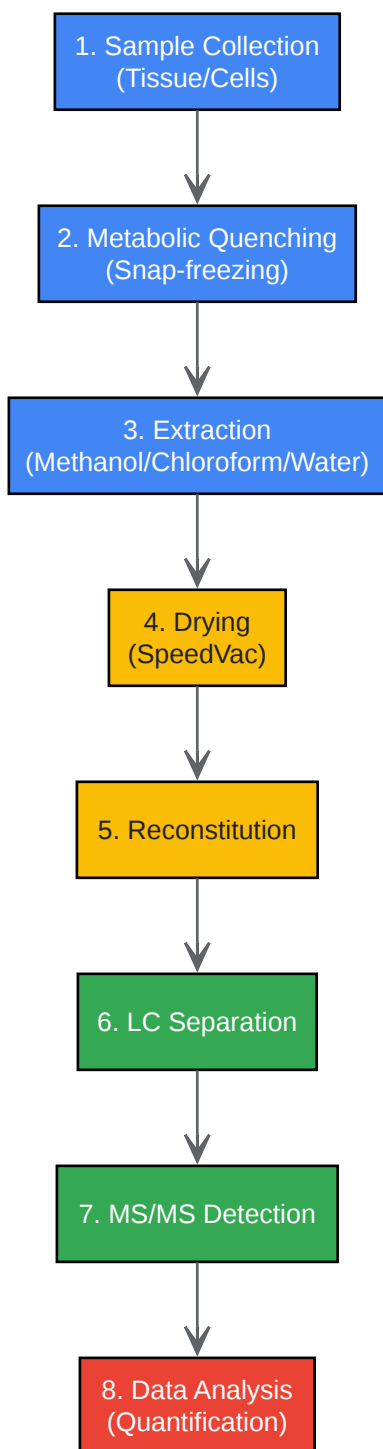 1. Sample Collection
(Tissue/Cells)
2. Metabolic Quenching
(Snap-freezing)
3. Extraction
(Methanol/Chloroform/Water)
4. Drying
(SpeedVac)
5. Reconstitution
6. LC Separation
7. MS/MS Detection
8. Data Analysis
(Quantification)